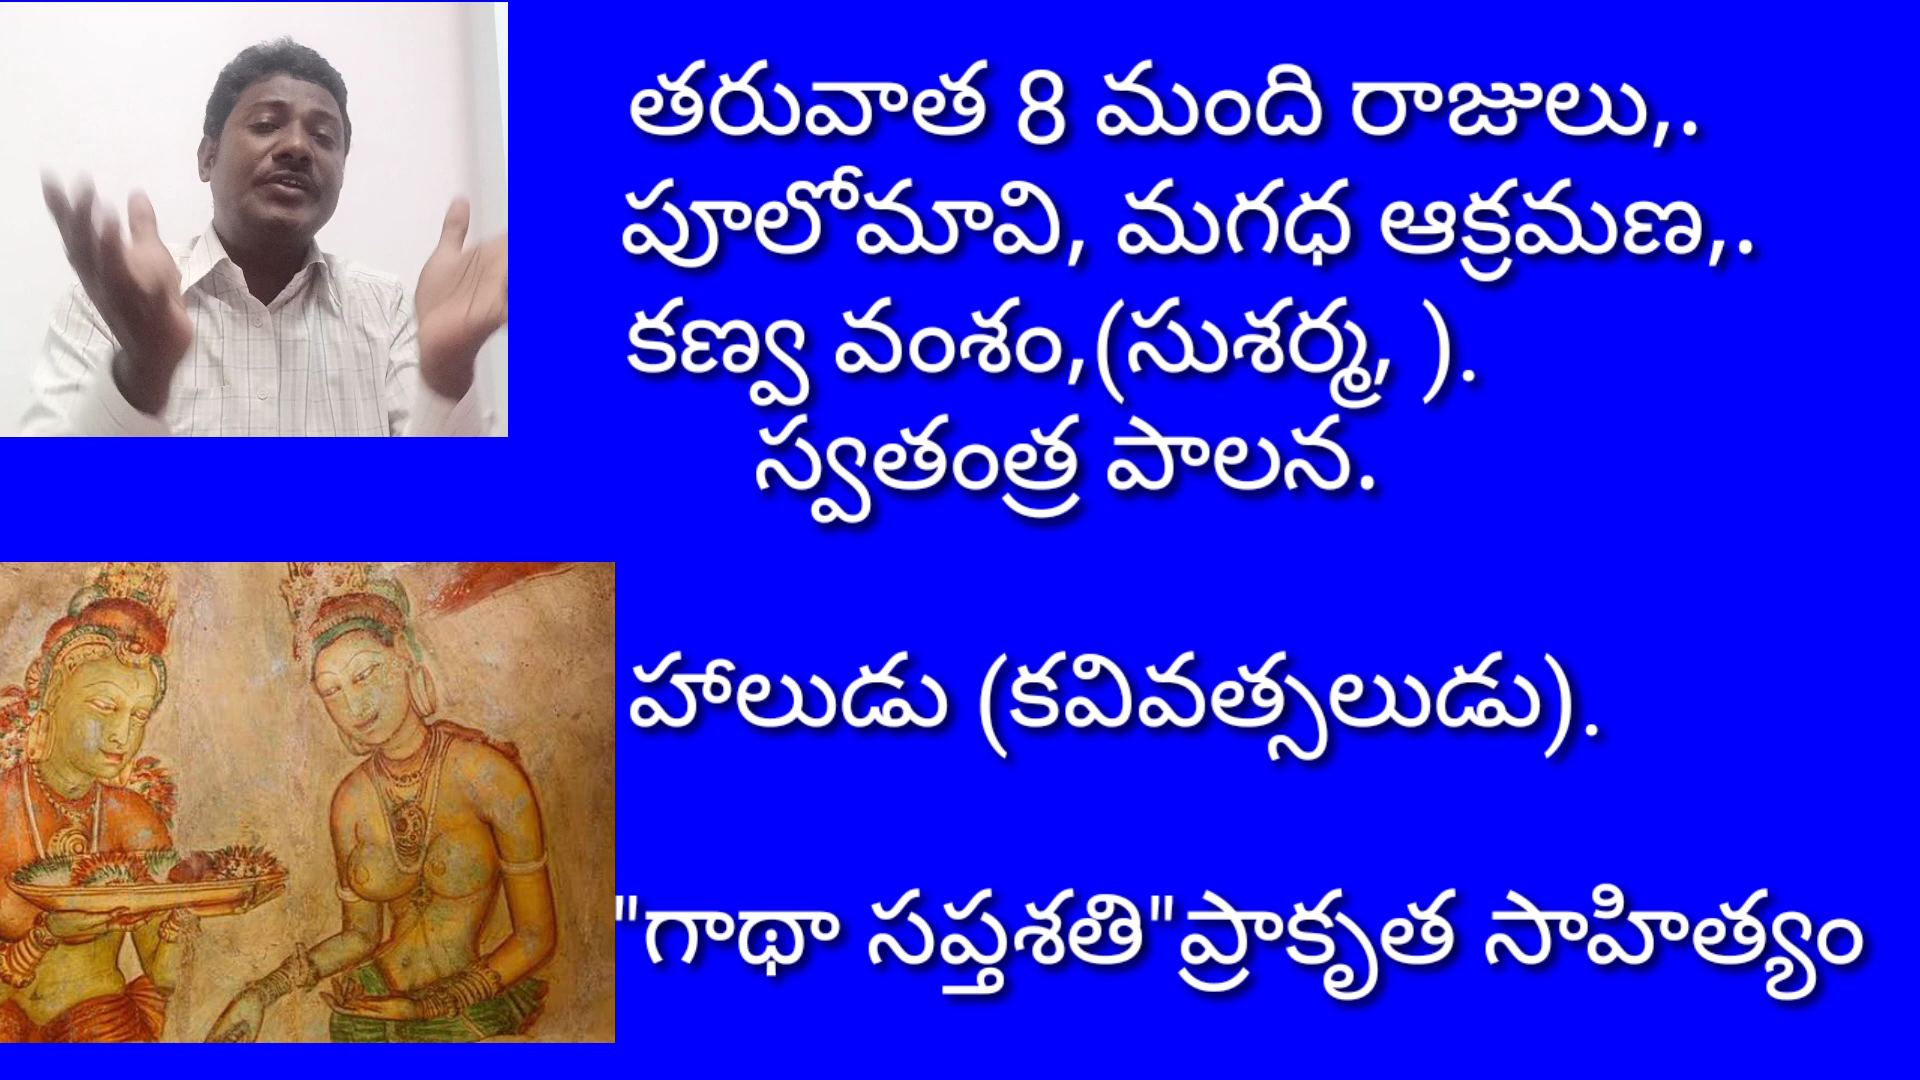 తరువాత 8 మంది రాజులు,.
పూలోమావి, మగధ ఆక్రమణ,.
కణ్వ వంశం,(సుశర్మ, ).
స్వతంత్ర పాలన.
హాలుడు (కవివత్సలుడు).
"గాథా సప్తశతి"ప్రాకృత సాహిత్యం